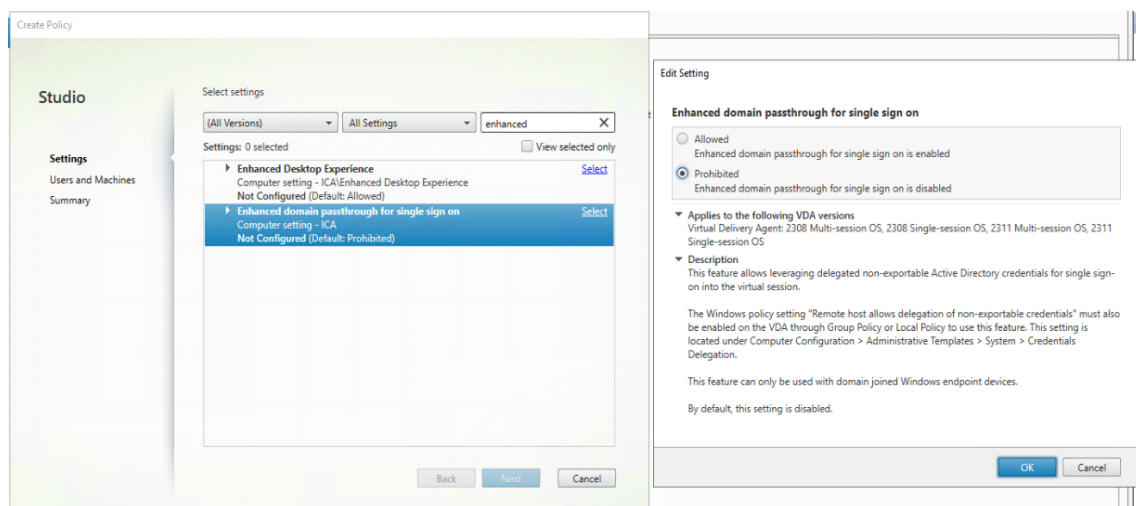 Create Policy
Studio
Settings
Users and Machines
Summary
Select settings
(All Versions)
All Settings
enhanced
Settings: 0 selected
View selected only
Enhanced Desktop Experience
Select
Computer setting - ICA\Enhanced Desktop Experience
Not Configured (Default: Allowed)
Enhanced domain passthrough for single sign on
Select
Computer setting - ICA
Not Configured (Default: Prohibited)
Back
Next
Cancel
Edit Setting
Enhanced domain passthrough for single sign on
Allowed
Enhanced domain passthrough for single sign on is enabled
Prohibited
Enhanced domain passthrough for single sign on is disabled
Applies to the following VDA versions
Virtual Delivery Agent: 2308 Multi-session OS, 2308 Single-session OS, 2311 Multi-session OS, 2311
Single-session OS
Description
This feature allows leveraging delegated non-exportable Active Directory credentials for single sign-
on into the virtual session.
The Windows policy setting "Remote host allows delegation of non-exportable credentials" must also
be enabled on the VDA through Group Policy or Local Policy to use this feature. This setting is
located under Computer Configuration > Administrative Templates > System > Credentials
Delegation.
This feature can only be used with domain joined Windows endpoint devices.
By default, this setting is disabled.
OK
Cancel